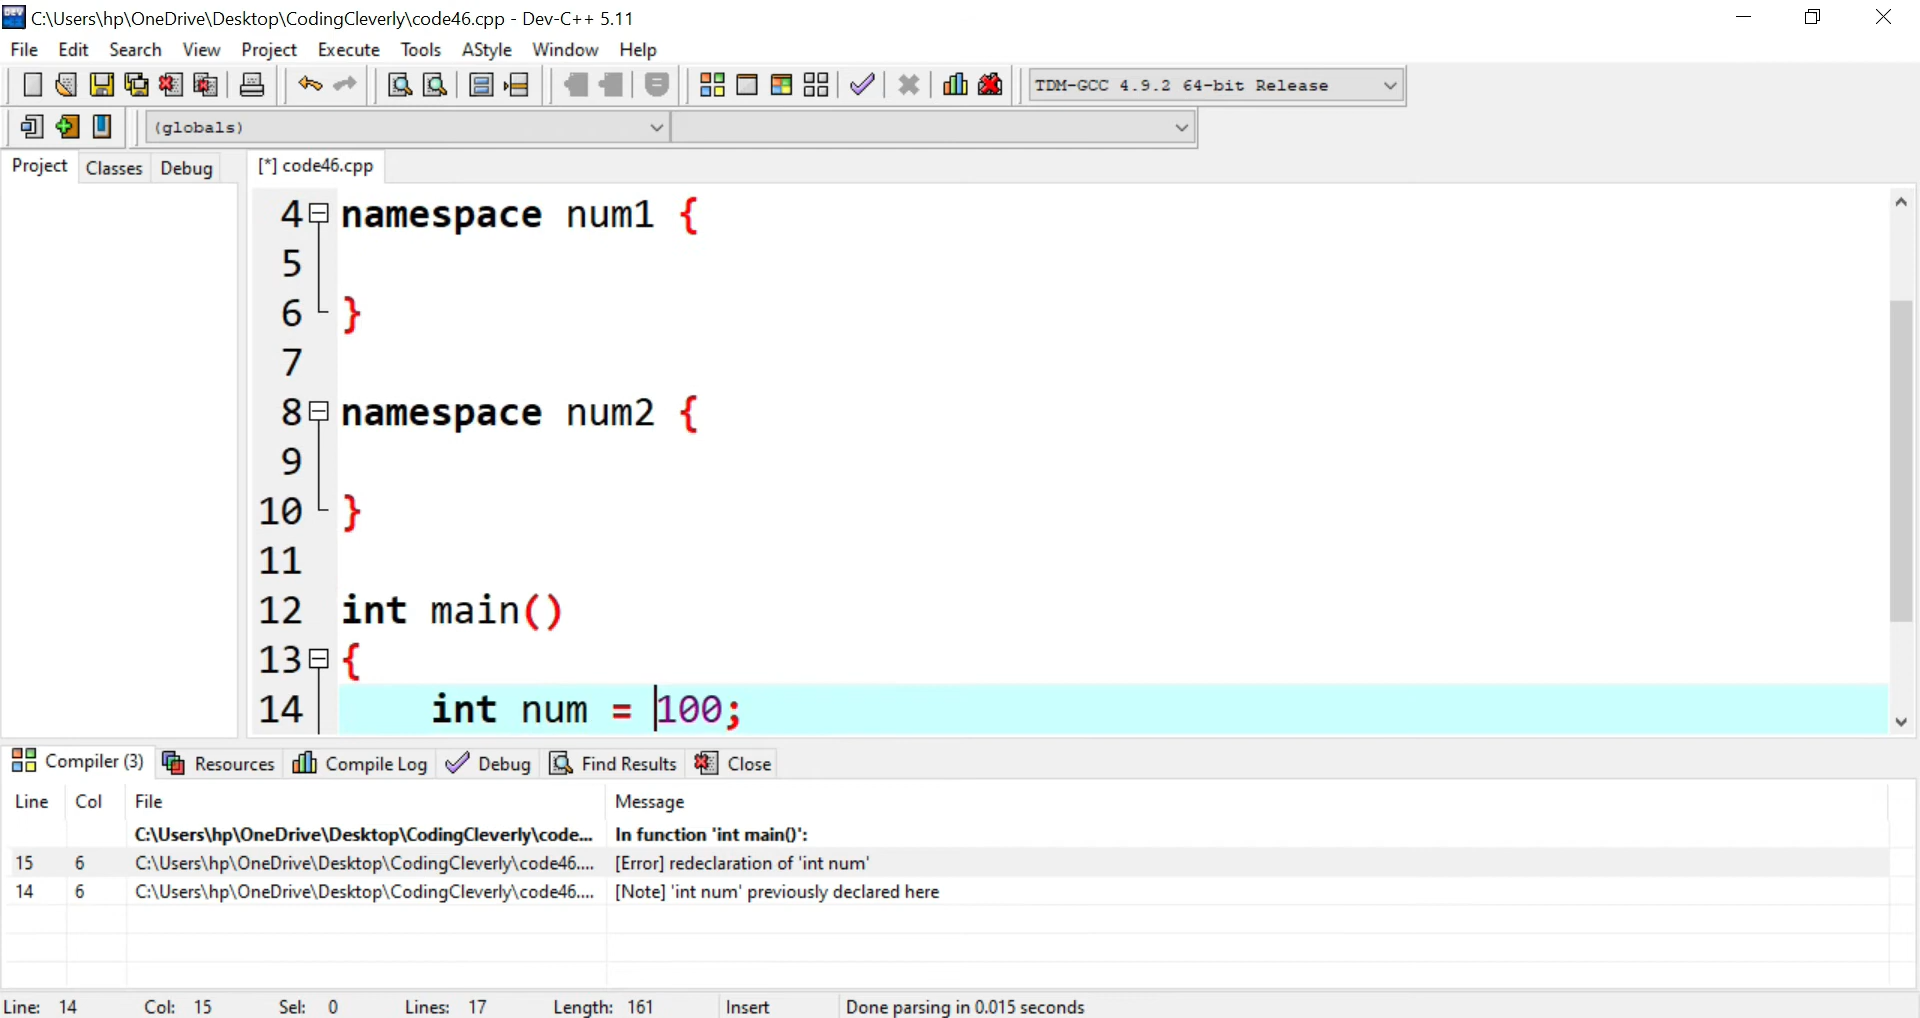 C:\Users\hp\OneDrive\Desktop\CodingCleverly\code46.cpp - Dev-C++ 5.11
File Edit Search View Project Execute Tools AStyle Window Help
TDM-GCC 4.9.2 64-bit Release
(globals)
Project Classes Debug [*] code46.cpp
4 namespace num1 {
5
6 }
7
8 namespace num2 {
9
10 }
11
12 int main()
13 {
14 int num = 100;
Compiler (3) Resources Compile Log Debug Find Results Close
Line Col File Message
C:\Users\hp\OneDrive\Desktop\CodingCleverly\code... In function 'int main()':
15 6 C:\Users\hp\OneDrive\Desktop\CodingCleverly\code46.... [Error] redeclaration of 'int num'
14 6 C:\Users\hp\OneDrive\Desktop\CodingCleverly\code46.... [Note] 'int num' previously declared here
Line: 14 Col: 15 Sel: 0 Lines: 17 Length: 161 Insert Done parsing in 0.015 seconds